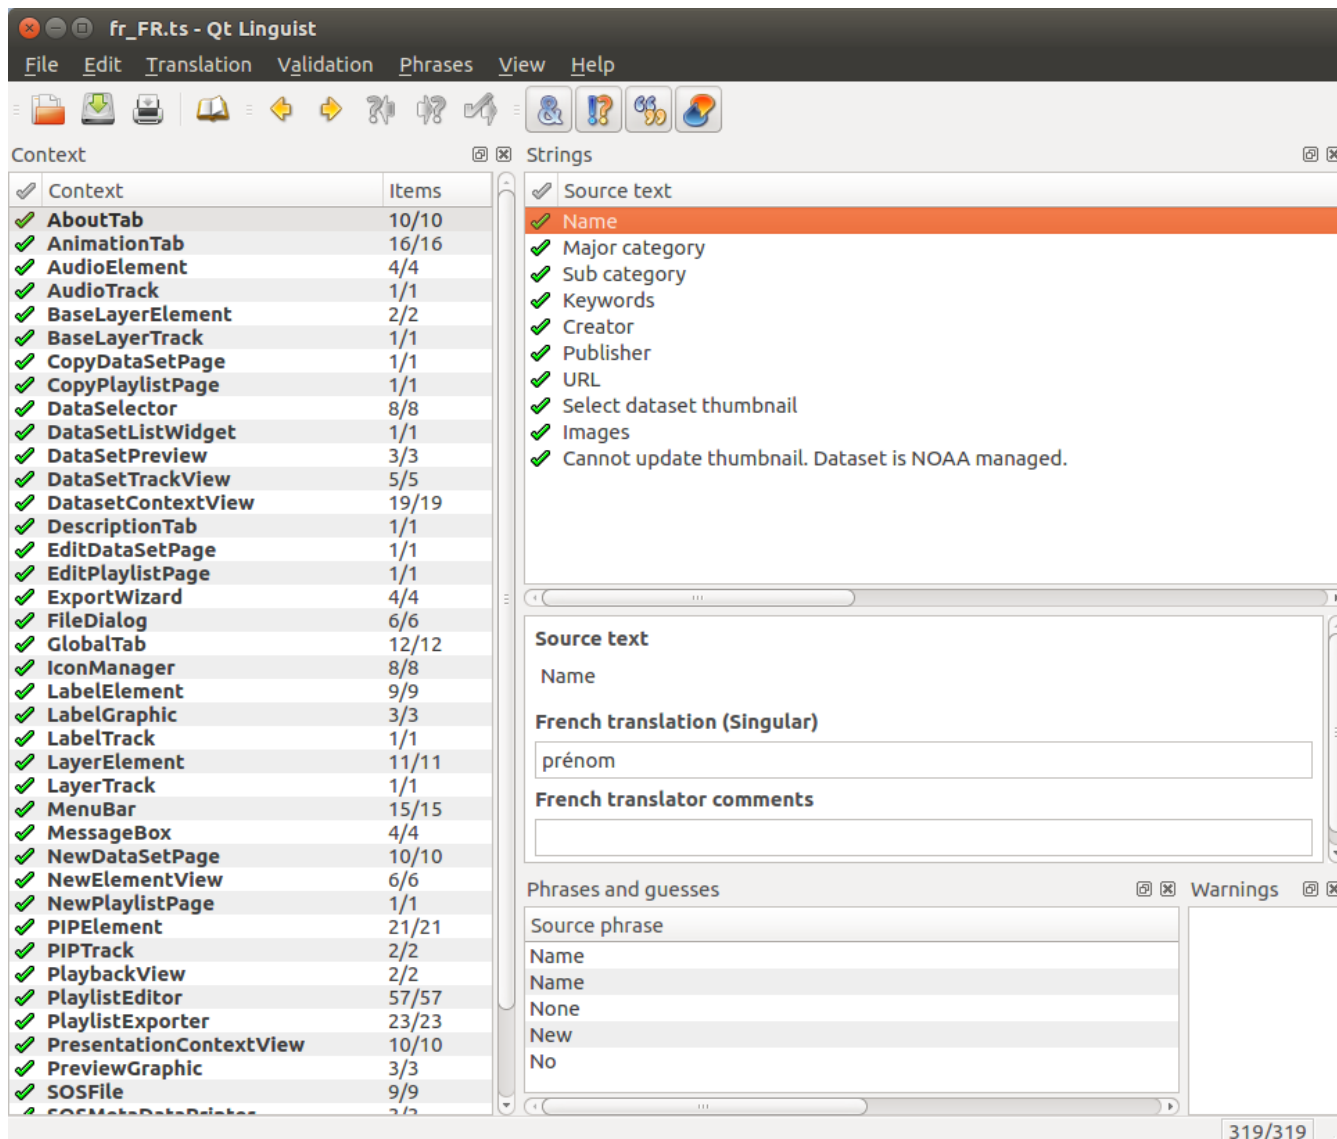 fr_FR.ts - Qt Linguist
File Edit Translation Validation Phrases View Help
Context
Context Items
AboutTab 10/10
AnimationTab 16/16
AudioElement 4/4
AudioTrack 1/1
BaseLayerElement 2/2
BaseLayerTrack 1/1
CopyDataSetPage 1/1
CopyPlaylistPage 1/1
DataSelector 8/8
DataSetListWidget 1/1
DataSetPreview 3/3
DataSetTrackView 5/5
DatasetContextView 19/19
DescriptionTab 1/1
EditDataSetPage 1/1
EditPlaylistPage 1/1
ExportWizard 4/4
FileDialog 6/6
GlobalTab 12/12
IconManager 8/8
LabelElement 9/9
LabelGraphic 3/3
LabelTrack 1/1
LayerElement 11/11
LayerTrack 1/1
MenuBar 15/15
MessageBox 4/4
NewDataSetPage 10/10
NewElementView 6/6
NewPlaylistPage 1/1
PIPElement 21/21
PIPTrack 2/2
PlaybackView 2/2
PlaylistEditor 57/57
PlaylistExporter 23/23
PresentationContextView 10/10
PreviewGraphic 3/3
SOSFile 9/9
Strings
Source text
Name
Major category
Sub category
Keywords
Creator
Publisher
URL
Select dataset thumbnail
Images
Cannot update thumbnail. Dataset is NOAA managed.
Source text
Name
French translation (Singular)
prénom
French translator comments
Phrases and guesses
Source phrase
Name
Name
None
New
No
Warnings
319/319